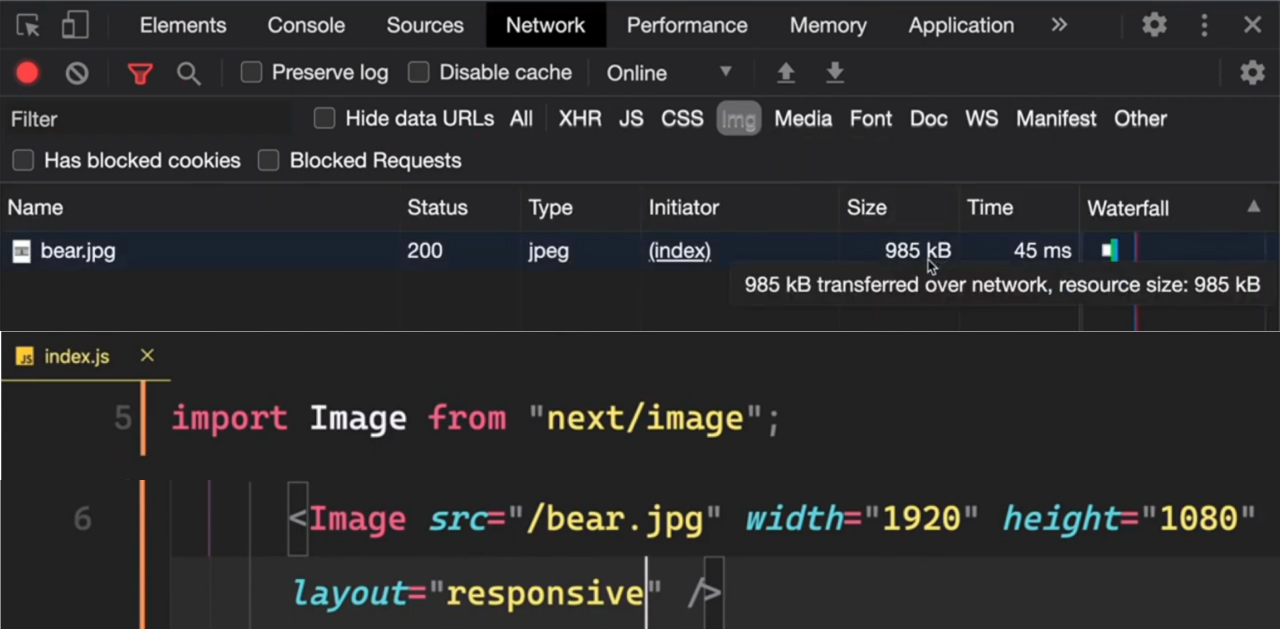 Elements Console Sources Network Performance Memory Application »
Preserve log Disable cache Online
Filter Hide data URLs All XHR JS CSS Img Media Font Doc WS Manifest Other
Has blocked cookies Blocked Requests
Name Status Type Initiator Size Time Waterfall
bear.jpg 200 jpeg (index) 985 kB 45 ms
985 kB transferred over network, resource size: 985 kB
JS index.js ×
5 import Image from "next/image";
6 <Image src="/bear.jpg" width="1920" height="1080"
layout="responsive" />